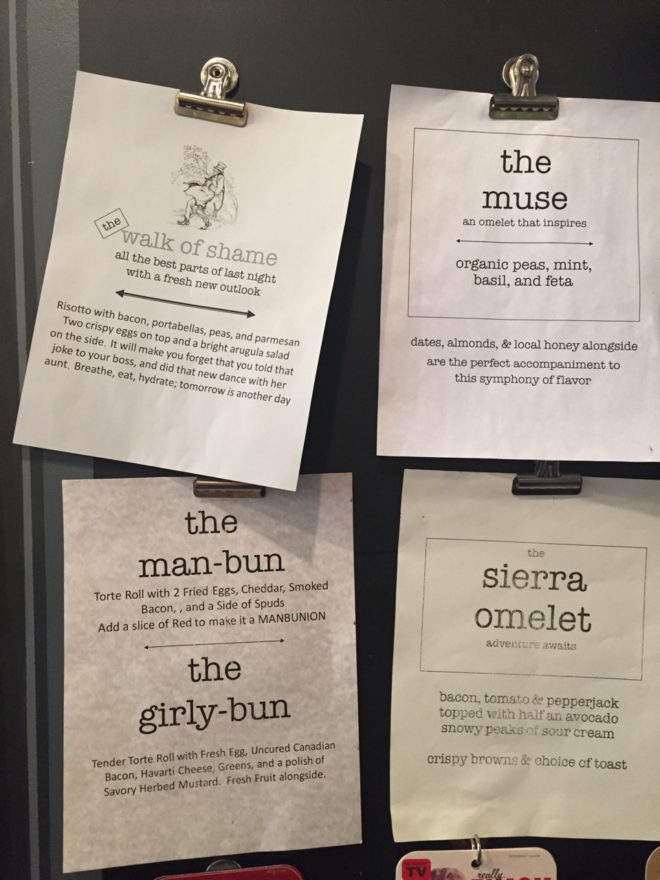 the
walk of shame
all the best parts of last night
with a fresh new outlook
Risotto with bacon, portabellas, peas, and parmesan
Two crispy eggs on top and a bright arugula salad
on the side. It will make you forget that you told that
joke to your boss, and did that new dance with her
aunt. Breathe, eat, hydrate; tomorrow is another day
the
muse
an omelet that inspires
organic peas, mint,
basil, and feta
dates, almonds, & local honey alongside
are the perfect accompaniment to
this symphony of flavor
the
man-bun
Torte Roll with 2 Fried Eggs, Cheddar, Smoked
Bacon, , and a Side of Spuds
Add a slice of Red to make it a MANBUNION
the
girly-bun
Tender Torte Roll with Fresh Egg, Uncured Canadian
Bacon, Havarti Cheese, Greens, and a polish of
Savory Herbed Mustard. Fresh Fruit alongside.
the
sierra
omelet
adventure awaits
bacon, tomato & pepperjack
topped with half an avocado
snowy peaks of sour cream
crispy browns & choice of toast
TV
really